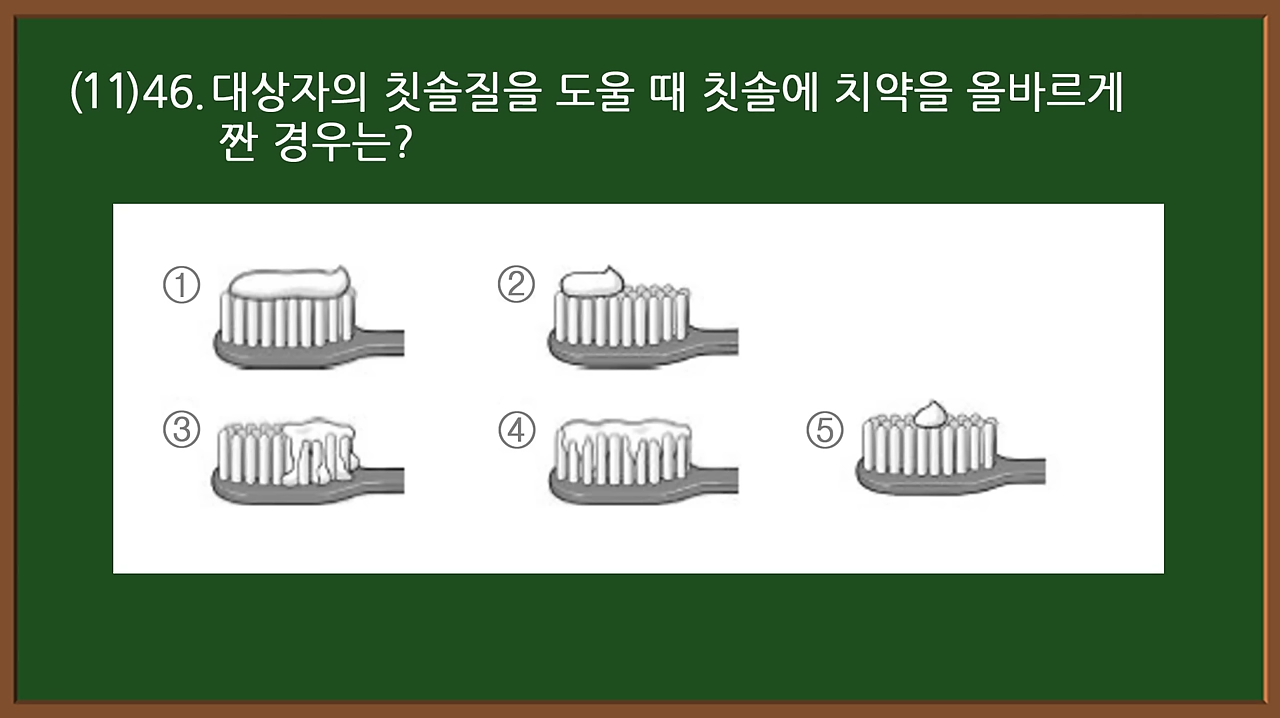 (11)46. 대상자의 칫솔질을 도울 때 칫솔에 치약을 올바르게
짠 경우는?
① ②
③ ④ ⑤